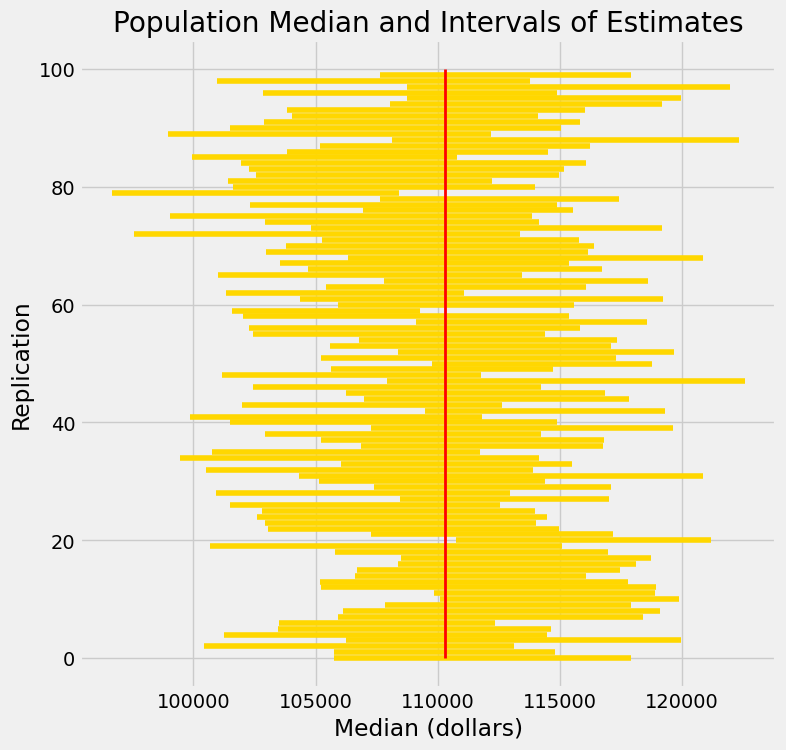 Population Median and Intervals of Estimates
100
80
60
40
20
0
Replication
100000 105000 110000 115000 120000
Median (dollars)